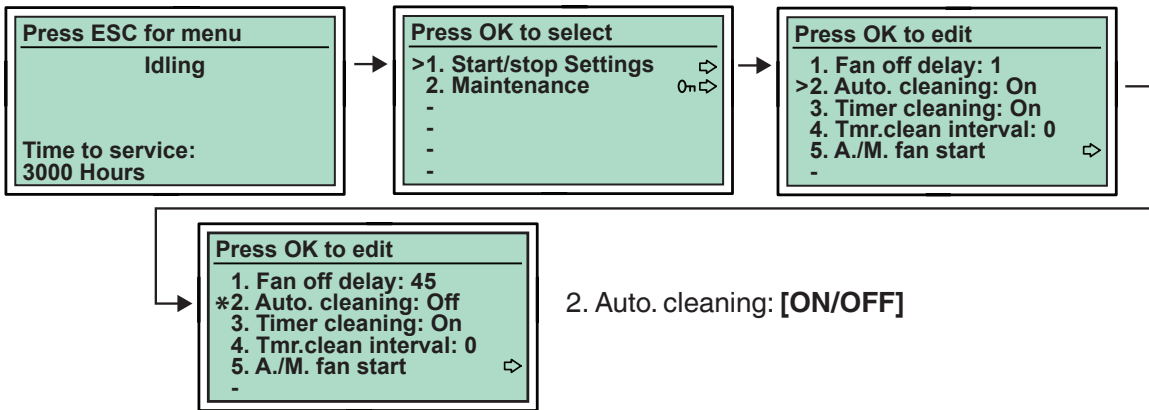 Press ESC for menu
Idling
Time to service:
3000 Hours
Press OK to select
>1. Start/stop Settings
2. Maintenance
-
-
-
-
Press OK to edit
1. Fan off delay: 1
>2. Auto. cleaning: On
3. Timer cleaning: On
4. Tmr.clean interval: 0
5. A./M. fan start
-
Press OK to edit
1. Fan off delay: 45
*2. Auto. cleaning: Off
3. Timer cleaning: On
4. Tmr.clean interval: 0
5. A./M. fan start
-
2. Auto. cleaning: [ON/OFF]